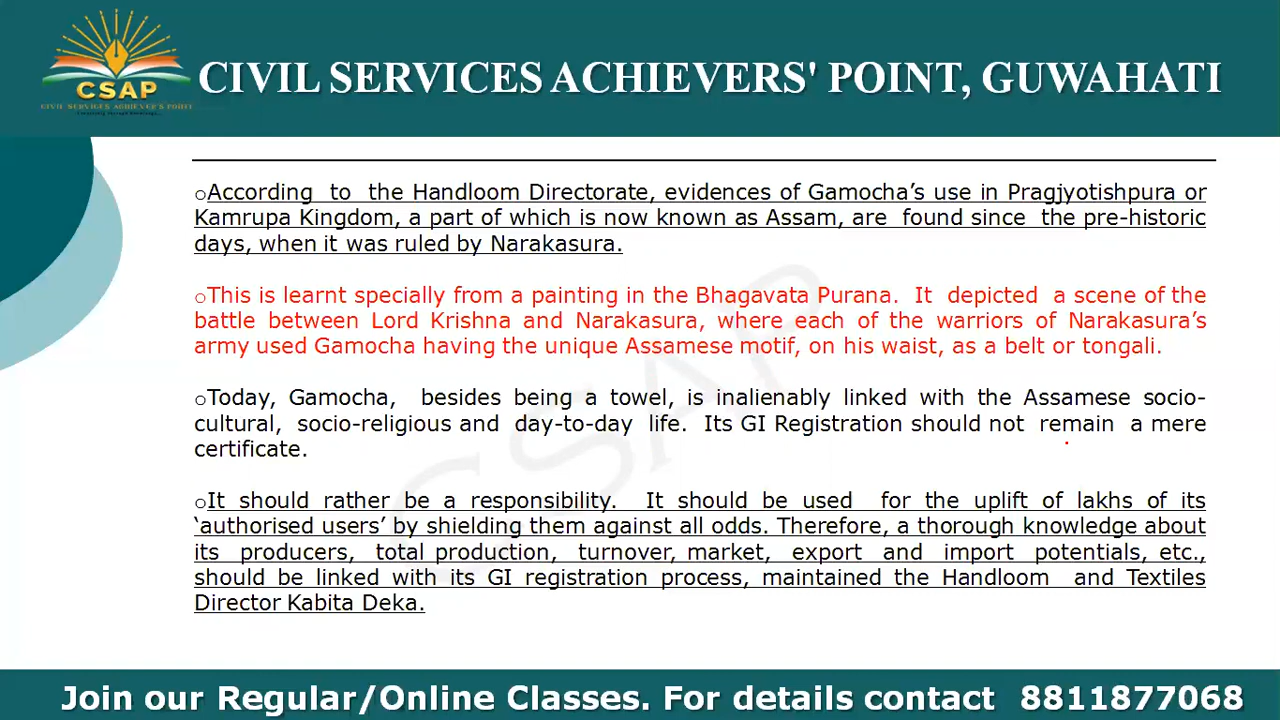 CSAP
CIVIL SERVICES ACHIEVER'S POINT
CIVIL SERVICES ACHIEVERS' POINT, GUWAHATI
oAccording to the Handloom Directorate, evidences of Gamocha’s use in Pragjyotishpura or
Kamrupa Kingdom, a part of which is now known as Assam, are found since the pre-historic
days, when it was ruled by Narakasura.
oThis is learnt specially from a painting in the Bhagavata Purana. It depicted a scene of the
battle between Lord Krishna and Narakasura, where each of the warriors of Narakasura’s
army used Gamocha having the unique Assamese motif, on his waist, as a belt or tongali.
oToday, Gamocha, besides being a towel, is inalienably linked with the Assamese socio-
cultural, socio-religious and day-to-day life. Its GI Registration should not remain a mere
certificate.
oIt should rather be a responsibility. It should be used for the uplift of lakhs of its
‘authorised users’ by shielding them against all odds. Therefore, a thorough knowledge about
its producers, total production, turnover, market, export and import potentials, etc.,
should be linked with its GI registration process, maintained the Handloom and Textiles
Director Kabita Deka.
CSAP
Join our Regular/Online Classes. For details contact 8811877068